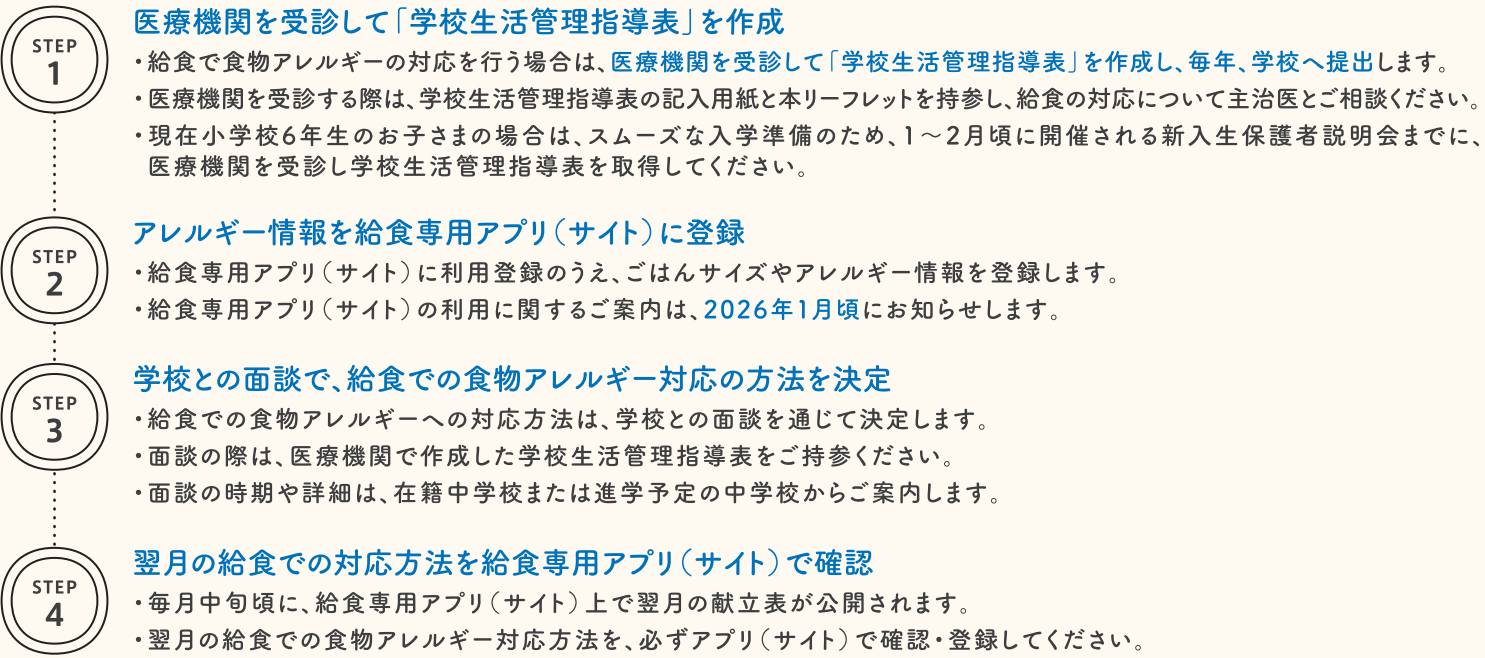 STEP
1
医療機関を受診して「学校生活管理指導表」を作成
・給食で食物アレルギーの対応を行う場合は、医療機関を受診して「学校生活管理指導表」を作成し、毎年、学校へ提出します。
・医療機関を受診する際は、学校生活管理指導表の記入用紙と本リーフレットを持参し、給食の対応について主治医とご相談ください。
・現在小学校6年生のお子さまの場合は、スムーズな入学準備のため、1～2月頃に開催される新入生保護者説明会までに、
医療機関を受診し学校生活管理指導表を取得してください。
STEP
2
アレルギー情報を給食専用アプリ（サイト）に登録
・給食専用アプリ（サイト）に利用登録のうえ、ごはんサイズやアレルギー情報を登録します。
・給食専用アプリ（サイト）の利用に関するご案内は、2026年1月頃にお知らせします。
STEP
3
学校との面談で、給食での食物アレルギー対応の方法を決定
・給食での食物アレルギーへの対応方法は、学校との面談を通じて決定します。
・面談の際は、医療機関で作成した学校生活管理指導表をご持参ください。
・面談の時期や詳細は、在籍中学校または進学予定の中学校からご案内します。
STEP
4
翌月の給食での対応方法を給食専用アプリ（サイト）で確認
・毎月中旬頃に、給食専用アプリ（サイト）上で翌月の献立表が公開されます。
・翌月の給食での食物アレルギー対応方法を、必ずアプリ（サイト）で確認・登録してください。